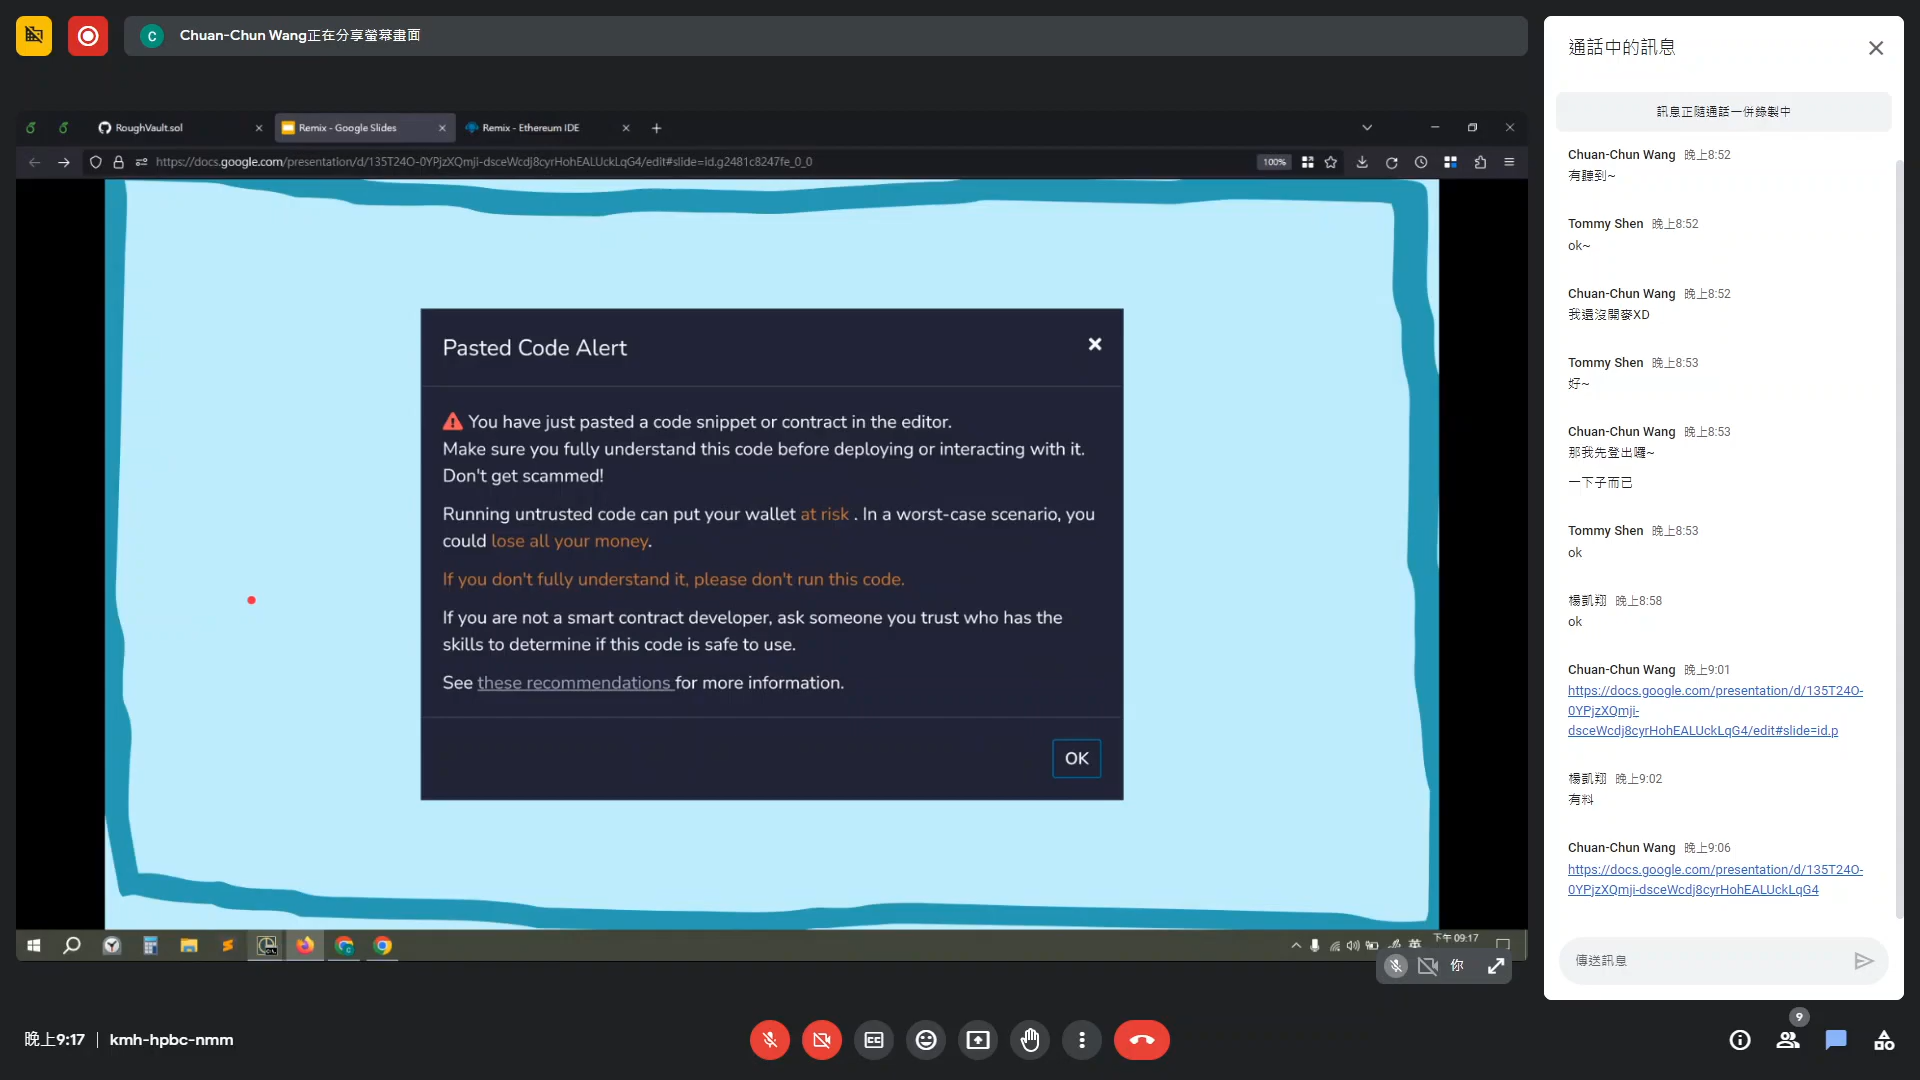 C Chuan-Chun Wang正在分享螢幕畫面
RoughVault.sol
Remix - Google Slides
Remix - Ethereum IDE
https://docs.google.com/presentation/d/135T24O-0YPjzXQmji-dsceWcdj8cyrHohEALUckLqG4/edit#slide=id.g2481c8247fe_0_0
100%
Pasted Code Alert
You have just pasted a code snippet or contract in the editor.
Make sure you fully understand this code before deploying or interacting with it.
Don't get scammed!
Running untrusted code can put your wallet at risk . In a worst-case scenario, you
could lose all your money.
If you don't fully understand it, please don't run this code.
If you are not a smart contract developer, ask someone you trust who has the
skills to determine if this code is safe to use.
See these recommendations for more information.
OK
英
下午 09:17
你
晚上9:17 | kmh-hpbc-nmm
通話中的訊息
訊息正隨通話一併錄製中
Chuan-Chun Wang 晚上8:52
有聽到~
Tommy Shen 晚上8:52
ok~
Chuan-Chun Wang 晚上8:52
我還沒開麥XD
Tommy Shen 晚上8:53
好~
Chuan-Chun Wang 晚上8:53
那我先登出囉~
一下子而已
Tommy Shen 晚上8:53
ok
楊凱翔 晚上8:58
ok
Chuan-Chun Wang 晚上9:01
https://docs.google.com/presentation/d/135T24O-
0YPjzXQmji-
dsceWcdj8cyrHohEALUckLqG4/edit#slide=id.p
楊凱翔 晚上9:02
有料
Chuan-Chun Wang 晚上9:06
https://docs.google.com/presentation/d/135T24O-
0YPjzXQmji-dsceWcdj8cyrHohEALUckLqG4
傳送訊息
9